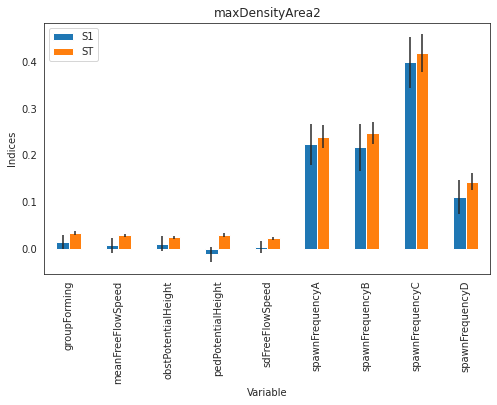 maxDensityArea2
S1
ST
Indices
0.4
0.3
0.2
0.1
0.0
groupForming
meanFreeFlowSpeed
obstPotentialHeight
pedPotentialHeight
sdFreeFlowSpeed
spawnFrequencyA
spawnFrequencyB
spawnFrequencyC
spawnFrequencyD
Variable